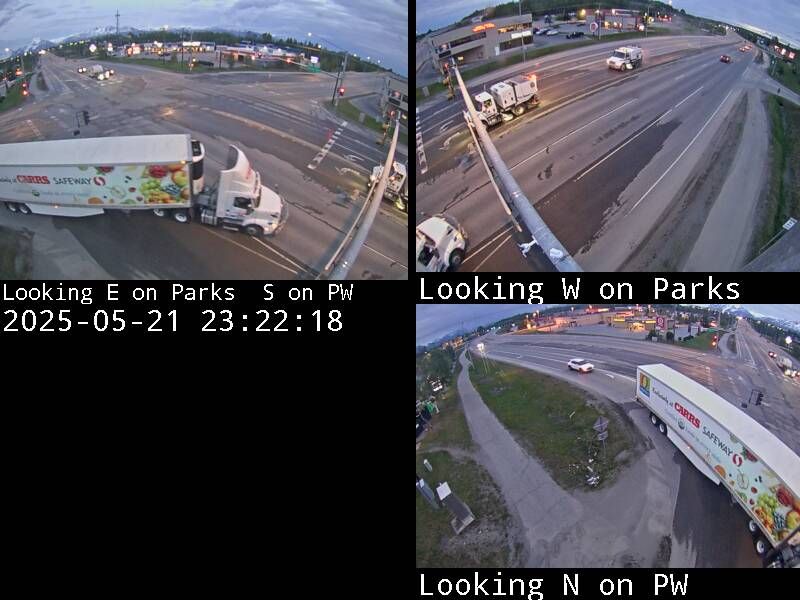 CARRS SAFEWAY
Looking E on Parks  S on PW
2025-05-21 23:22:18
Looking W on Parks
CARRS
SAFEWAY
Looking N on PW